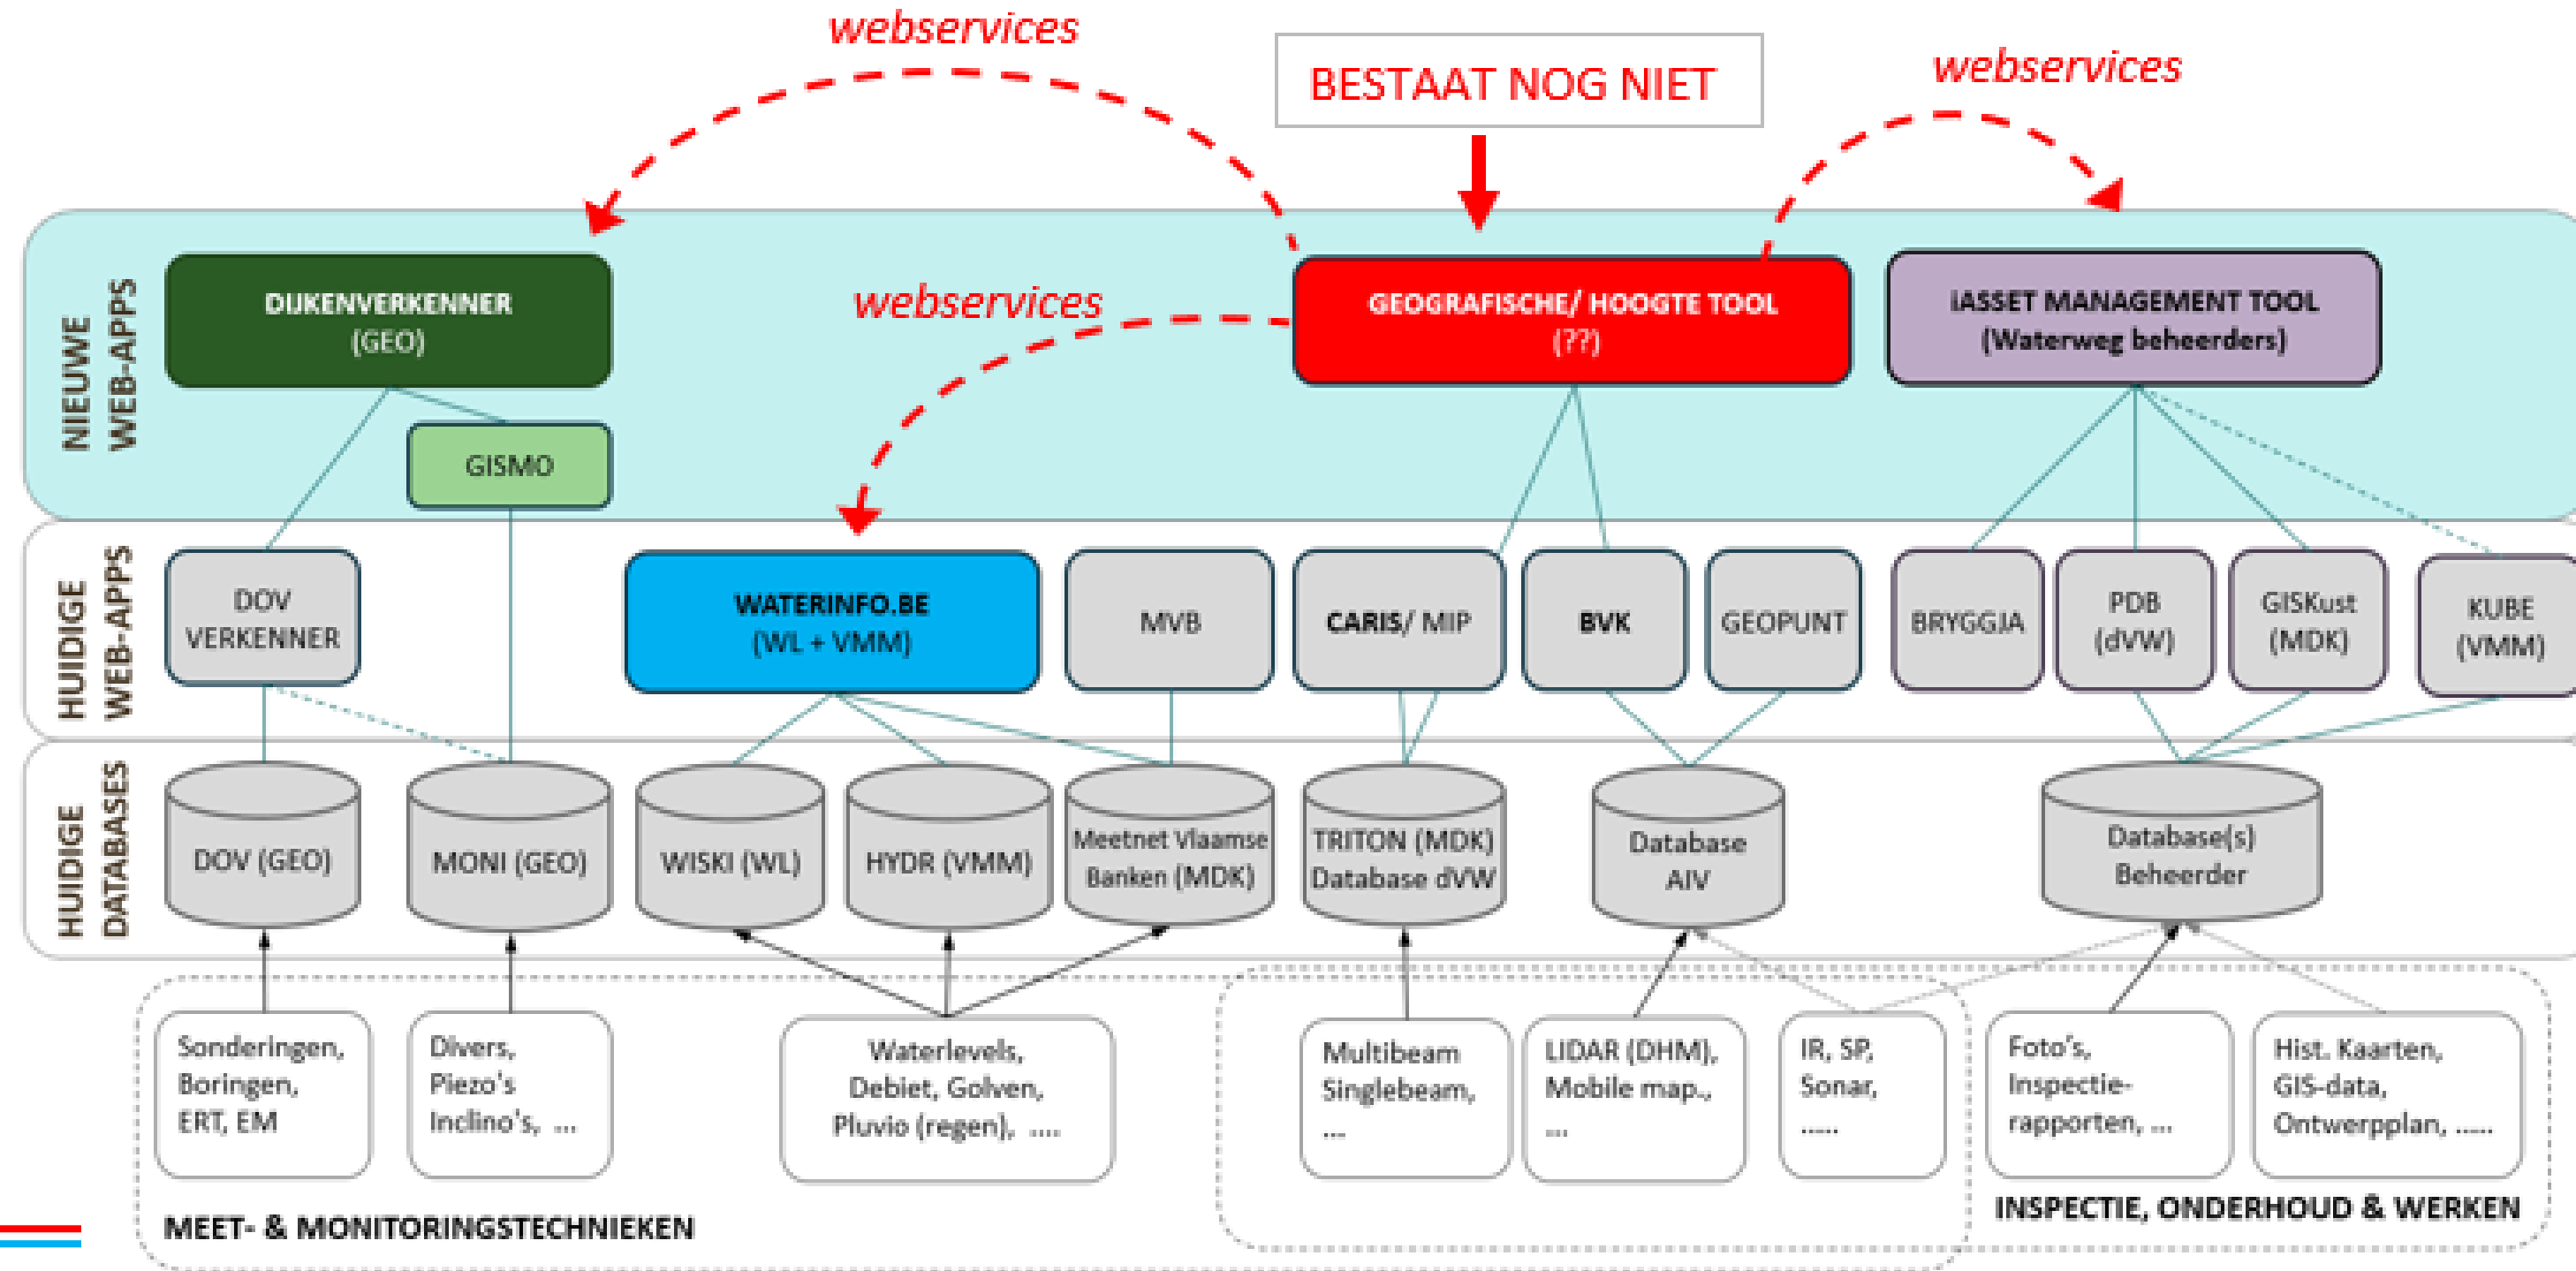 webservices
BESTAAT NOG NIET
webservices
NIEUWE
WEB-APPS
DIJKENVERKENNER
(GEO)
webservices
GEOGRAFISCHE/ HOOGTE TOOL
(??)
iASSET MANAGEMENT TOOL
(Waterweg beheerders)
GISMO
HUIDIGE
WEB-APPS
DOV
VERKENNER
WATERINFO.BE
(WL + VMM)
MVB
CARIS/ MIP
BVK
GEOPUNT
BRYGGJA
PDB
(dVW)
GISKust
(MDK)
KUBE
(VMM)
HUIDIGE
DATABASES
DOV (GEO)
MONI (GEO)
WISKI (WL)
HYDR (VMM)
Meetnet Vlaamse
Banken (MDK)
TRITON (MDK)
Database dVW
Database
AIV
Database(s)
Beheerder
Sonderingen,
Boringen,
ERT, EM
Divers,
Piezo's
Inclino's, ...
Waterlevels,
Debiet, Golven,
Pluvio (regen), ....
Multibeam
Singlebeam,
...
LIDAR (DHM),
Mobile map.,
...
IR, SP,
Sonar,
.....
Foto's,
Inspectie-
rapporten, ...
Hist. Kaarten,
GIS-data,
Ontwerpplan, .....
MEET- & MONITORINGSTECHNIEKEN
INSPECTIE, ONDERHOUD & WERKEN